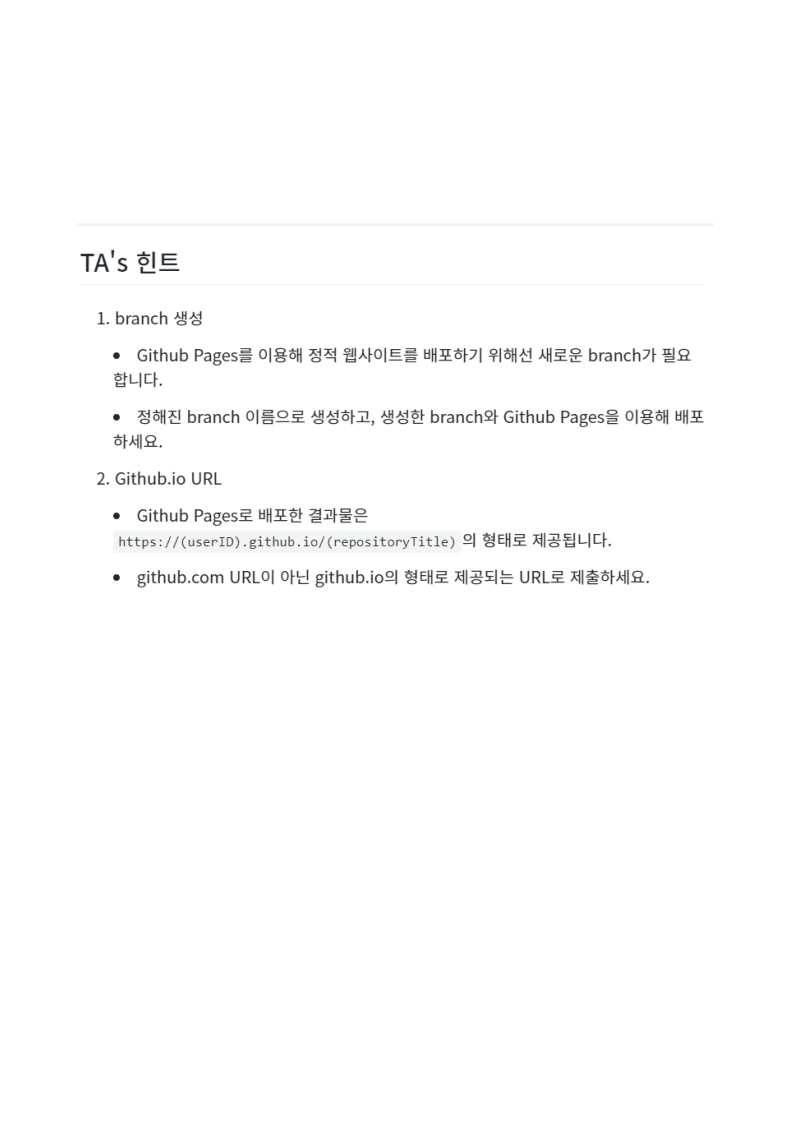 TA's 힌트
1. branch 생성
• Github Pages를 이용해 정적 웹사이트를 배포하기 위해선 새로운 branch가 필요
합니다.
• 정해진 branch 이름으로 생성하고, 생성한 branch와 Github Pages을 이용해 배포
하세요.
2. Github.io URL
• Github Pages로 배포한 결과물은
https://(userID).github.io/(repositoryTitle) 의 형태로 제공됩니다.
• github.com URL이 아닌 github.io의 형태로 제공되는 URL로 제출하세요.